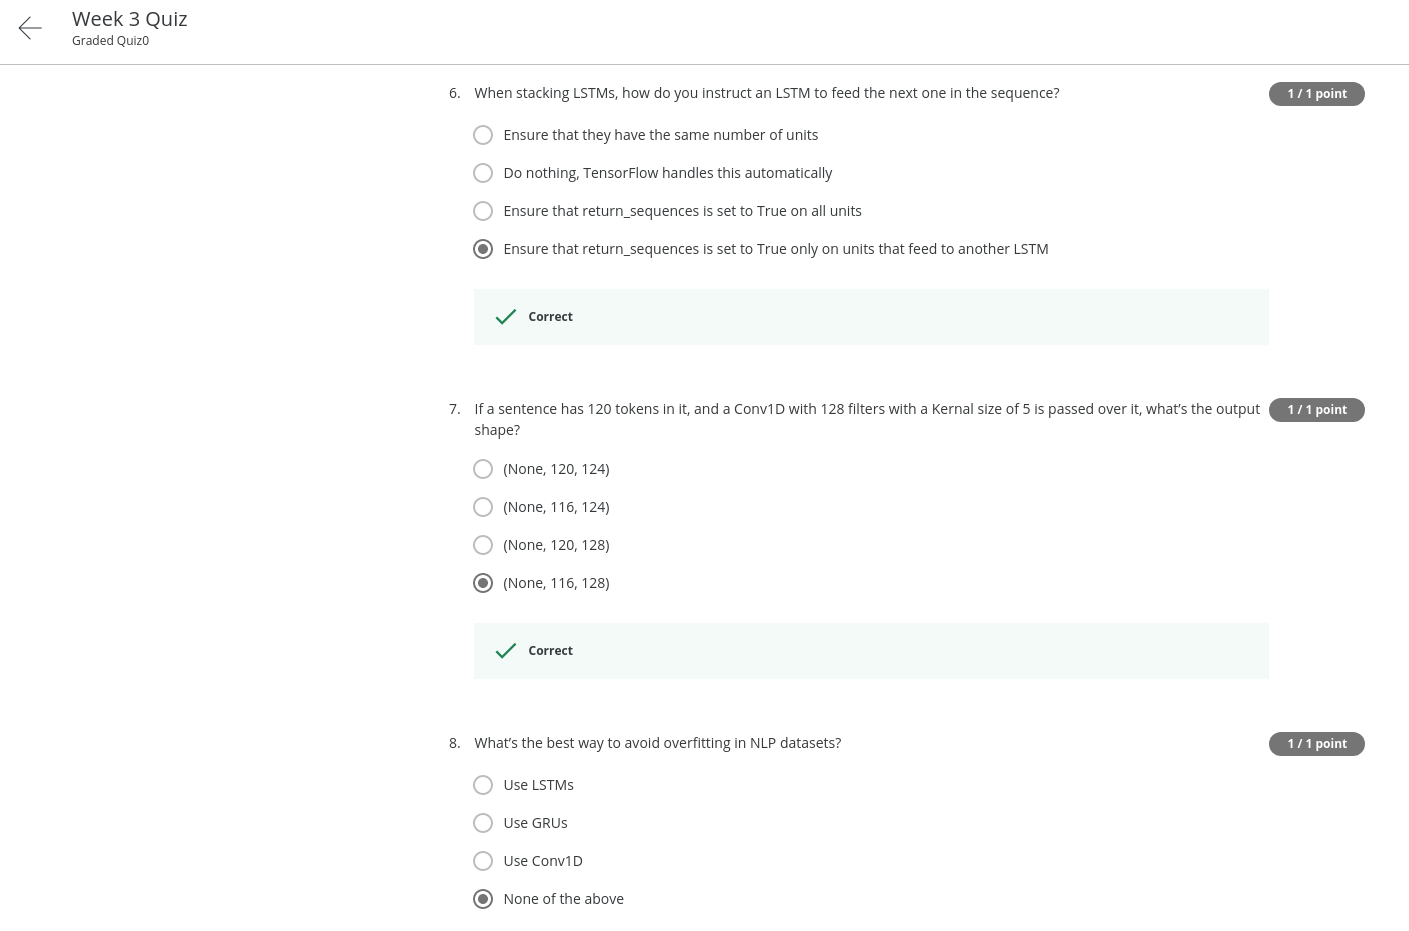 Week 3 Quiz
Graded Quiz0
6. When stacking LSTMs, how do you instruct an LSTM to feed the next one in the sequence?
1 / 1 point
Ensure that they have the same number of units
Do nothing, TensorFlow handles this automatically
Ensure that return_sequences is set to True on all units
Ensure that return_sequences is set to True only on units that feed to another LSTM
Correct
7. If a sentence has 120 tokens in it, and a Conv1D with 128 filters with a Kernal size of 5 is passed over it, what’s the output
shape?
1 / 1 point
(None, 120, 124)
(None, 116, 124)
(None, 120, 128)
(None, 116, 128)
Correct
8. What’s the best way to avoid overfitting in NLP datasets?
1 / 1 point
Use LSTMs
Use GRUs
Use Conv1D
None of the above